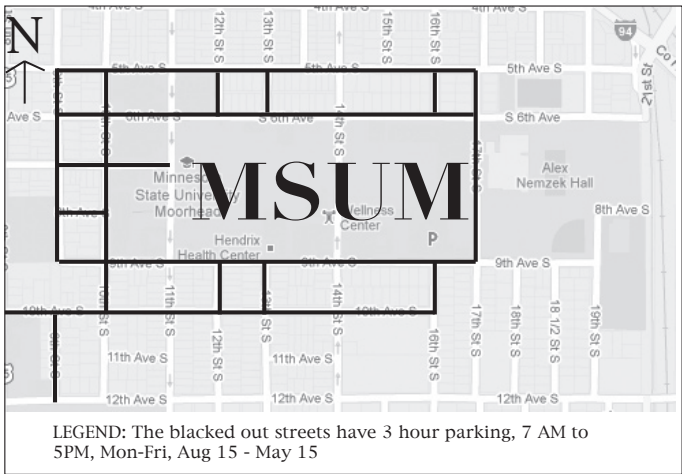 4th Ave S
4th Ave S
N
12th St S
13th St S
15th St S
16th St S
94
21st St
5th Ave S
5th Ave S
5th Ave S
Ave S
6th Ave S
S 6th Ave
S 6th Ave
14th St S
MSUM
State University
Moorhead
Wellness
Center
P
Alex
Nemzek Hall
8th Ave S
Hendrix
Health Center
9th Ave S
9th Ave S
9th Ave S
10th St S
11th St S
14th St S
17th St S
18th St S
18 1/2 St S
19th St S
10th Ave S
10th Ave S
13th St S
12th St S
16th St S
11th Ave S
11th Ave S
12th Ave S
12th Ave S
12th Ave S
LEGEND: The blacked out streets have 3 hour parking, 7 AM to
5PM, Mon-Fri, Aug 15 - May 15